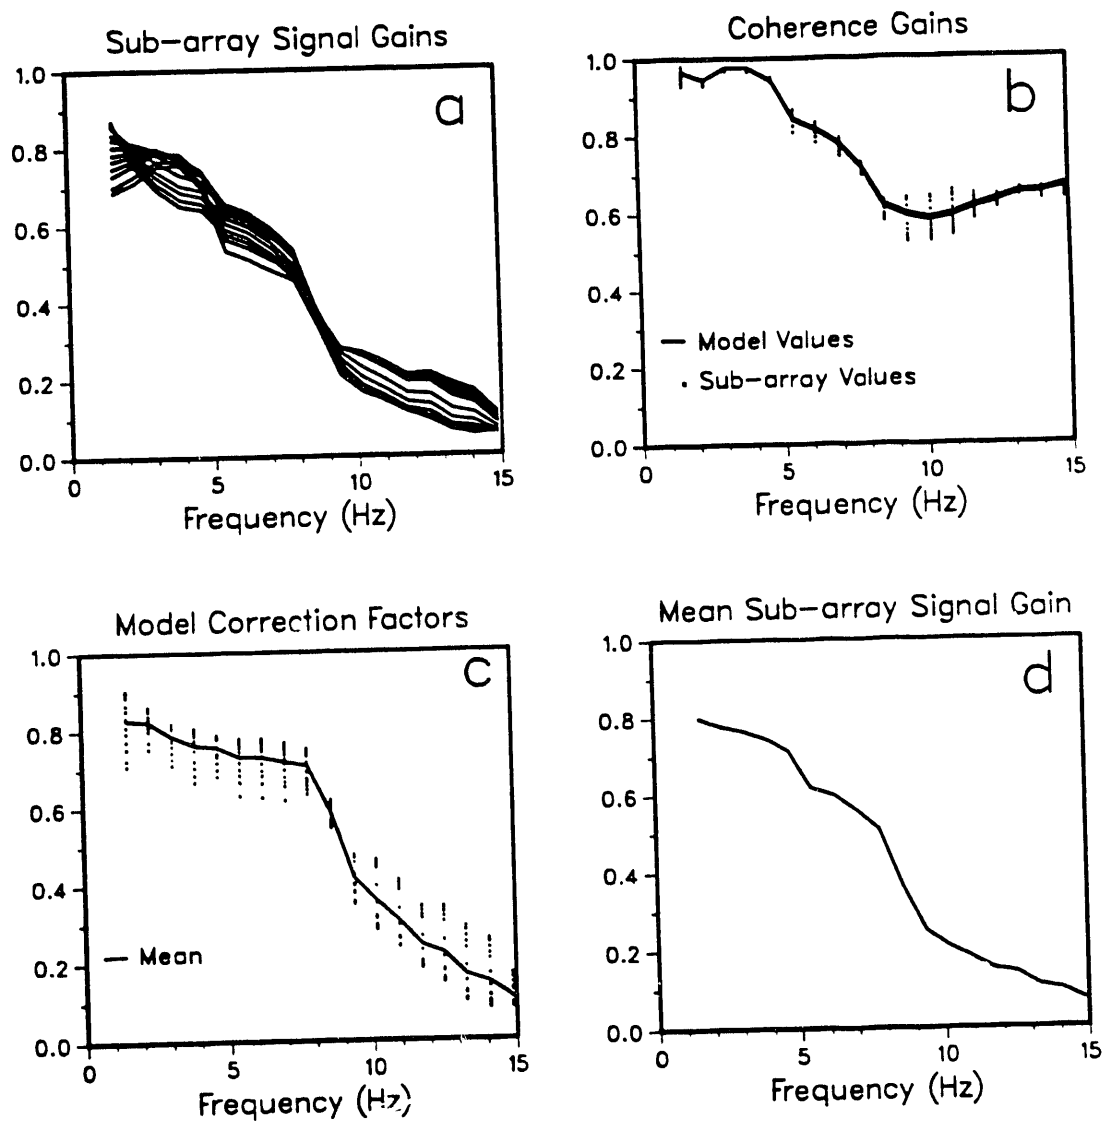 Sub-array Signal Gains
a
1.0
0.8
0.6
0.4
0.2
0.0
0
5
10
15
Frequency (Hz)
Coherence Gains
b
1.0
0.8
0.6
0.4
0.2
0.0
Model Values
Sub-array Values
0
5
10
15
Frequency (Hz)
Model Correction Factors
c
1.0
0.8
0.6
0.4
0.2
0.0
Mean
0
5
10
15
Frequency (Hz)
Mean Sub-array Signal Gain
d
1.0
0.8
0.6
0.4
0.2
0.0
0
5
10
15
Frequency (Hz)